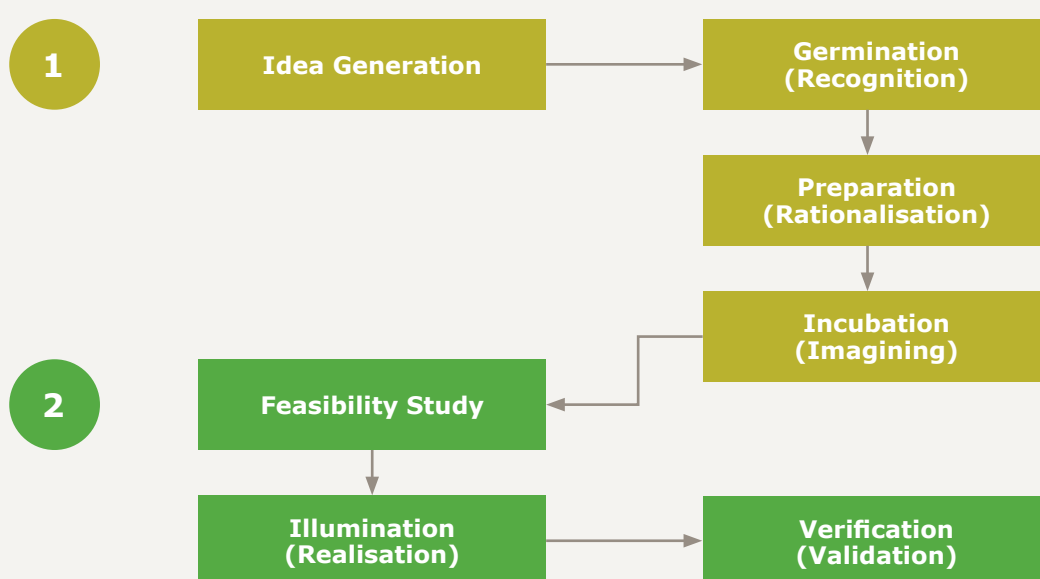 1
Idea Generation
Germination
(Recognition)
Preparation
(Rationalisation)
Incubation
(Imagining)
2
Feasibility Study
Illumination
(Realisation)
Verification
(Validation)